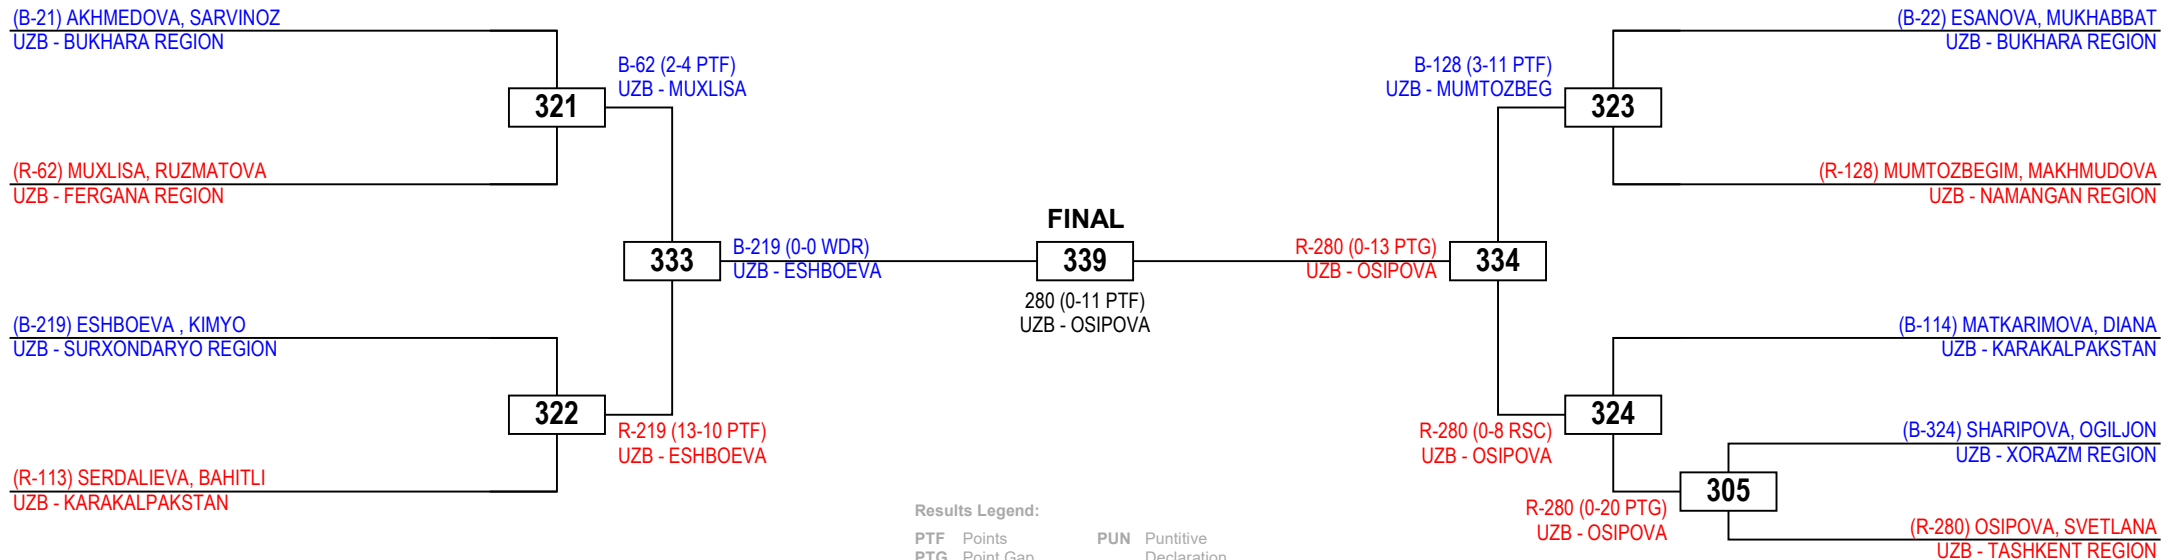 (B-21) AKHMEDOVA, SARVINOZ
UZB - BUKHARA REGION
B-62 (2-4 PTF)
UZB - MUXLISA
321
(R-62) MUXLISA, RUZMATOVA
UZB - FERGANA REGION
333
B-219 (0-0 WDR)
UZB - ESHBOEVA
(B-219) ESHBOEVA , KIMYO
UZB - SURXONDARYO REGION
322
R-219 (13-10 PTF)
UZB - ESHBOEVA
(R-113) SERDALIEVA, BAHITLI
UZB - KARAKALPAKSTAN
FINAL
339
280 (0-11 PTF)
UZB - OSIPOVA
(B-22) ESANOVA, MUKHABBAT
UZB - BUKHARA REGION
B-128 (3-11 PTF)
UZB - MUMTOZBEG
323
(R-128) MUMTOZBEGIM, MAKHMUDOVA
UZB - NAMANGAN REGION
R-280 (0-13 PTG)
UZB - OSIPOVA
334
(B-114) MATKARIMOVA, DIANA
UZB - KARAKALPAKSTAN
324
R-280 (0-8 RSC)
UZB - OSIPOVA
(B-324) SHARIPOVA, OGILJON
UZB - XORAZM REGION
305
R-280 (0-20 PTG)
UZB - OSIPOVA
(R-280) OSIPOVA, SVETLANA
UZB - TASHKENT REGION
Results Legend:
PTF Points PUN Puntitive
PTG Point Gap Declaration